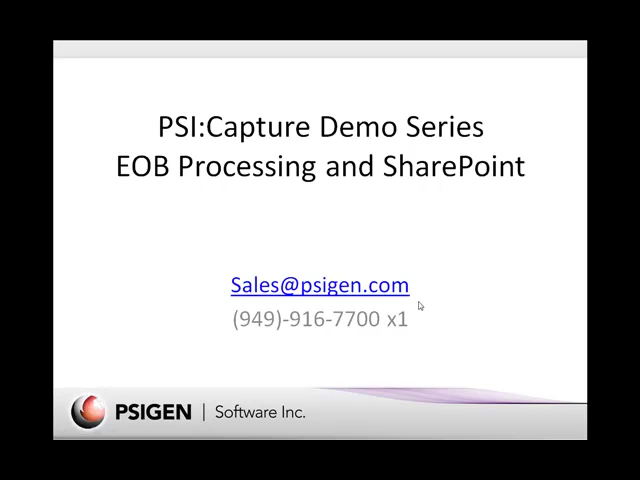 PSI:Capture Demo Series
EOB Processing and SharePoint
Sales@psigen.com
(949)-916-7700 x1
PSIGEN | Software Inc.